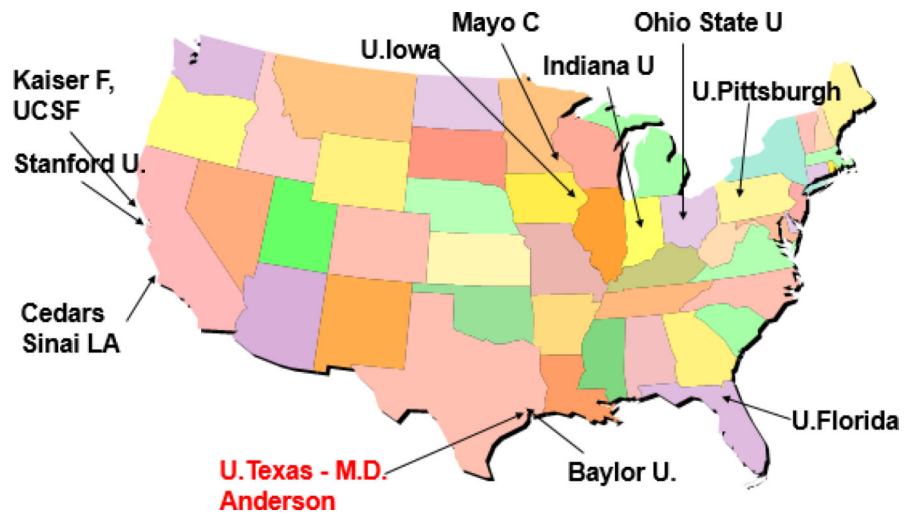 Mayo C
Ohio State U
U.Iowa
Indiana U
Kaiser F,
UCSF
U.Pittsburgh
Stanford U.
Cedars
Sinai LA
U.Florida
U.Texas - M.D.
Anderson
Baylor U.